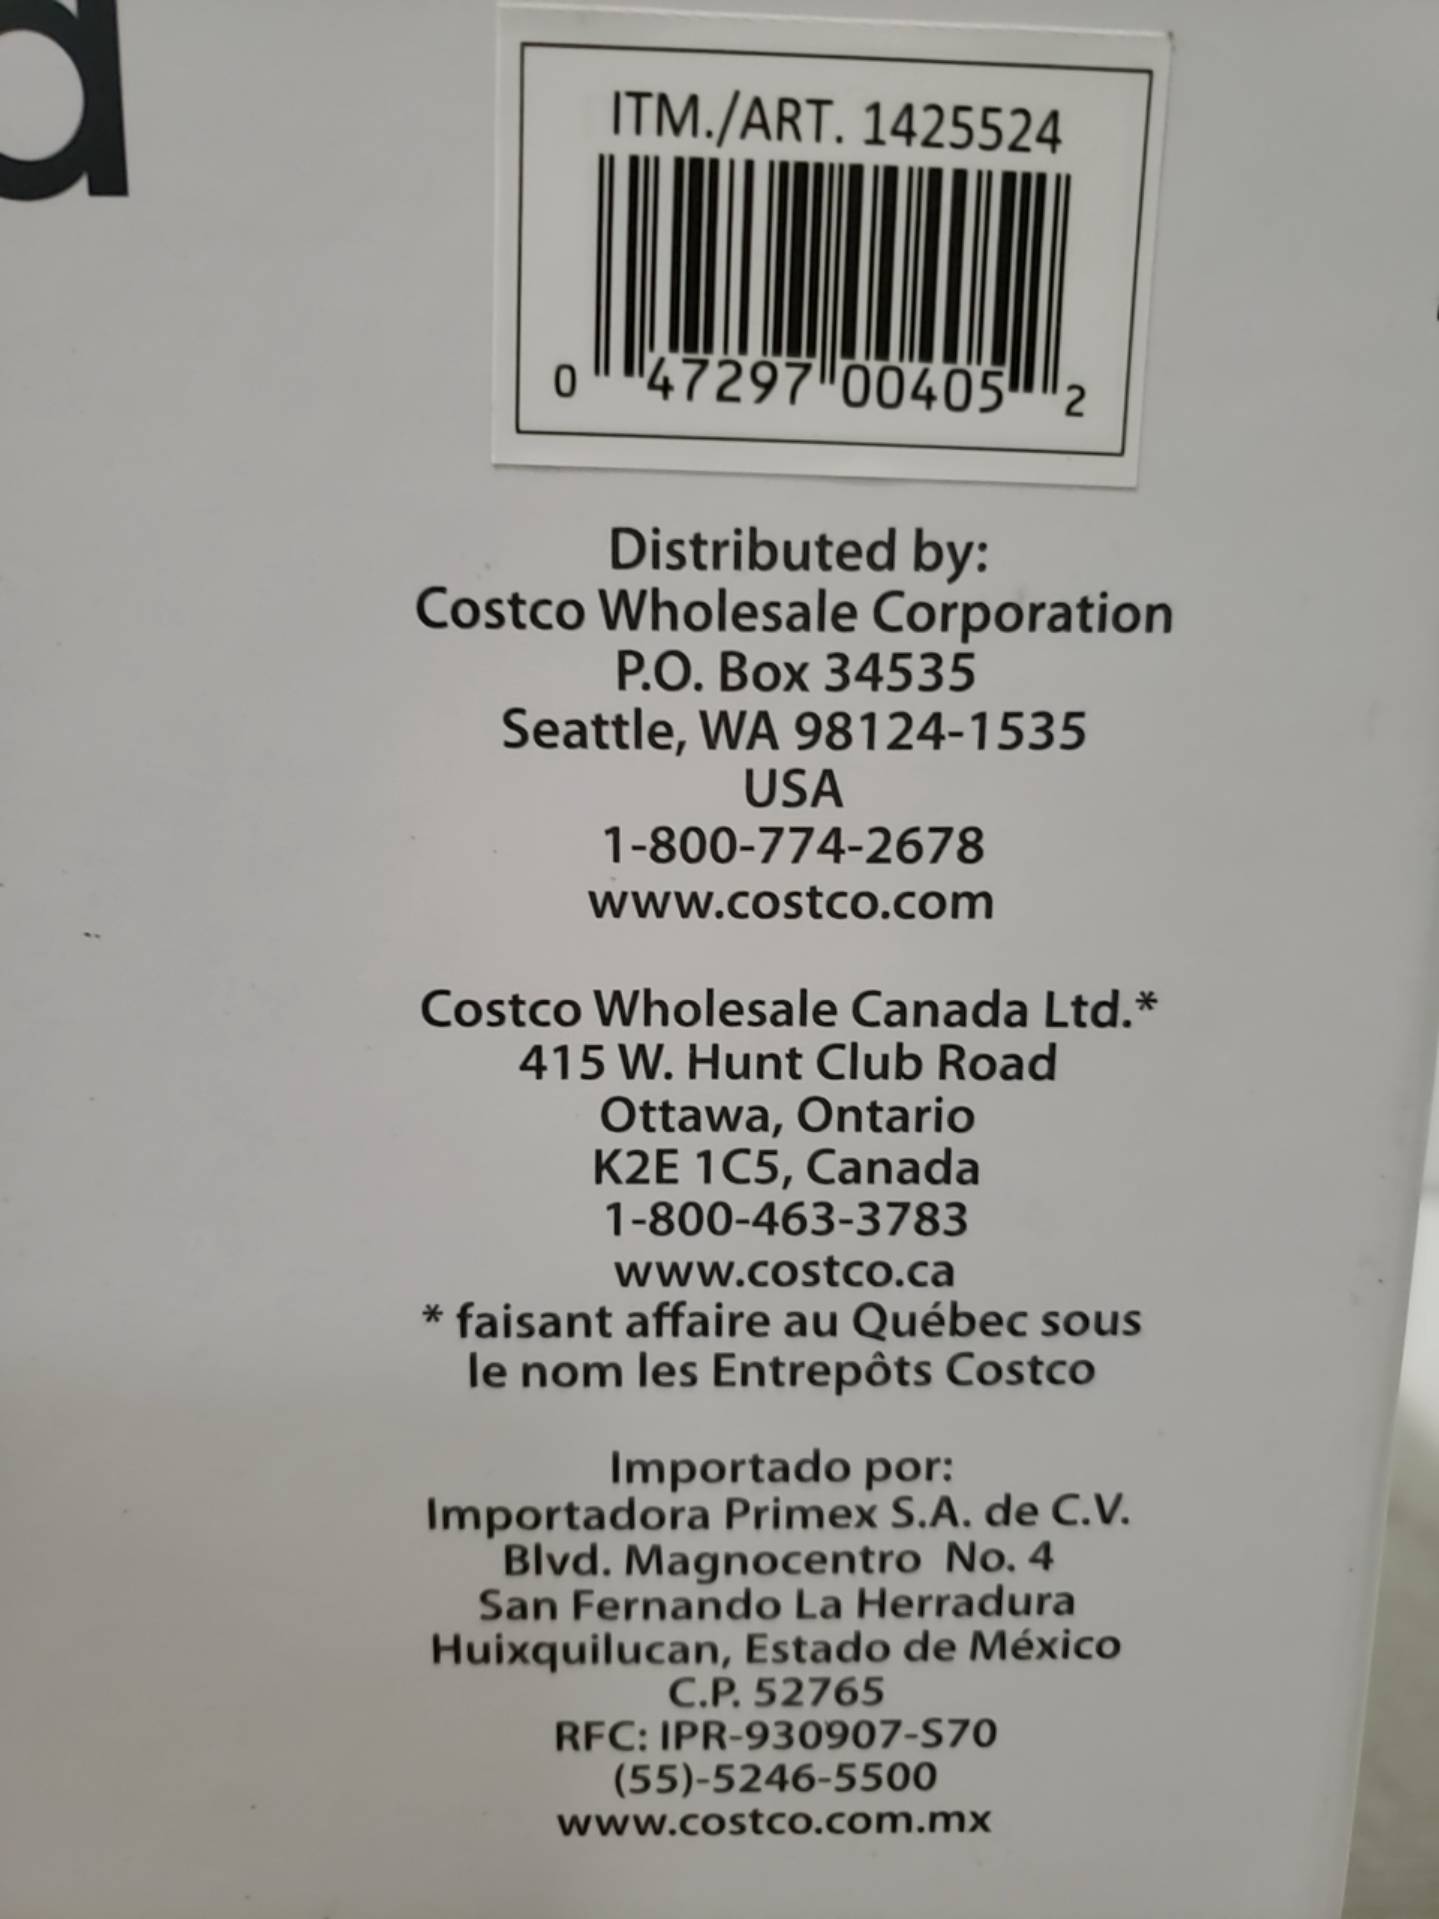 d
ITM./ART. 1425524
0 47297 00405 2
Distributed by:
Costco Wholesale Corporation
P.O. Box 34535
Seattle, WA 98124-1535
USA
1-800-774-2678
www.costco.com
Costco Wholesale Canada Ltd.*
415 W. Hunt Club Road
Ottawa, Ontario
K2E 1C5, Canada
1-800-463-3783
www.costco.ca
* faisant affaire au Québec sous
le nom les Entrepôts Costco
Importado por:
Importadora Primex S.A. de C.V.
Blvd. Magnocentro No. 4
San Fernando La Herradura
Huixquilucan, Estado de México
C.P. 52765
RFC: IPR-930907-S70
(55)-5246-5500
www.costco.com.mx